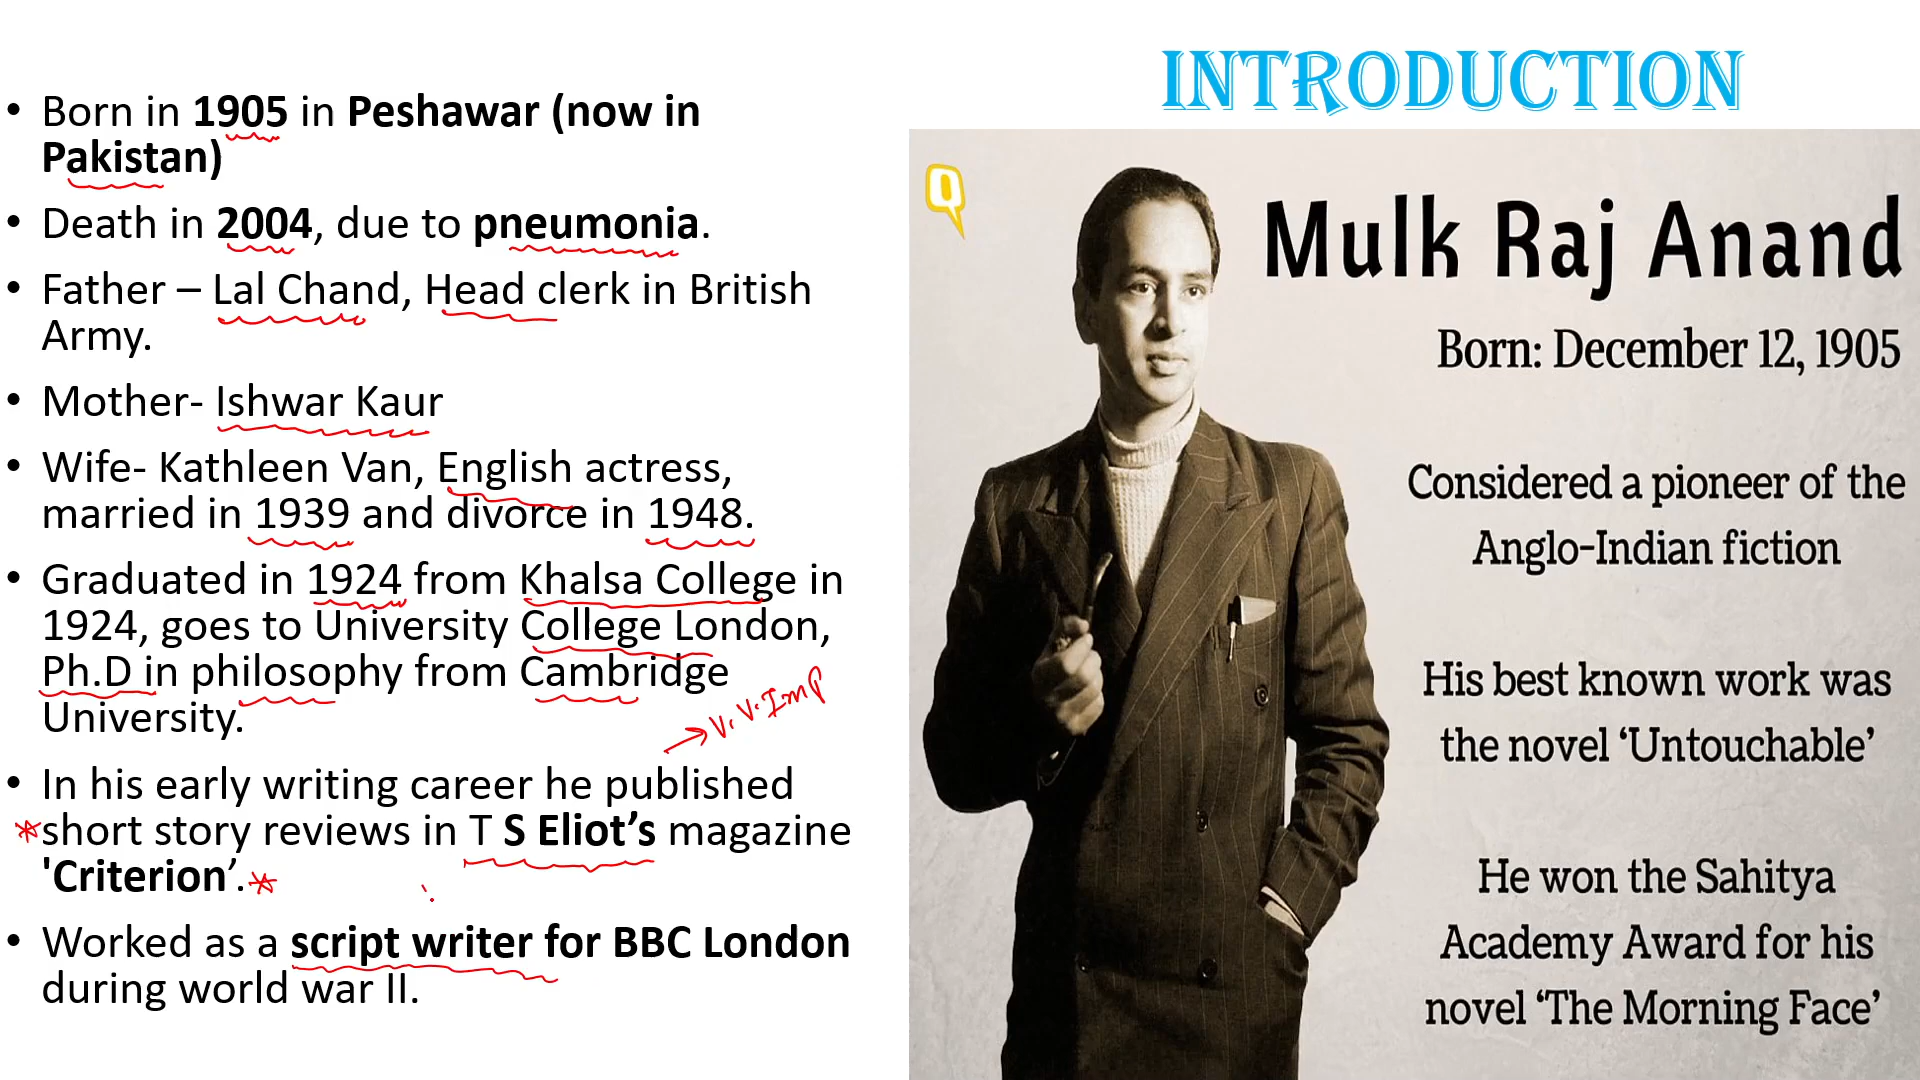 INTRODUCTION
• Born in 1905 in Peshawar (now in
Pakistan)
• Death in 2004, due to pneumonia.
• Father – Lal Chand, Head clerk in British
Army.
• Mother- Ishwar Kaur
• Wife- Kathleen Van, English actress,
married in 1939 and divorce in 1948.
• Graduated in 1924 from Khalsa College in
1924, goes to University College London,
Ph.D in philosophy from Cambridge
University.
→ V.V.Imp
• In his early writing career he published
*short story reviews in T S Eliot’s magazine
'Criterion’.*
• Worked as a script writer for BBC London
during world war II.
Q
Mulk Raj Anand
Born: December 12, 1905
Considered a pioneer of the
Anglo-Indian fiction
His best known work was
the novel ‘Untouchable’
He won the Sahitya
Academy Award for his
novel ‘The Morning Face’